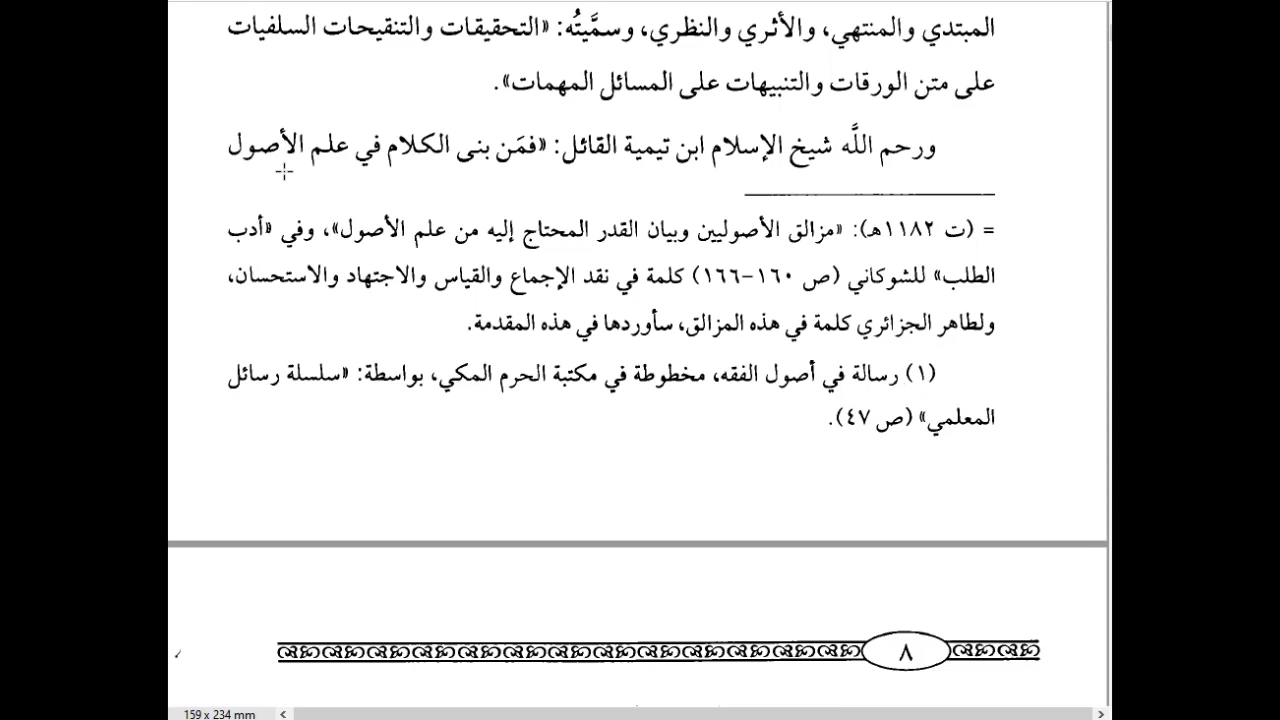 المبتدي والمنتهي، والأثري والنظري، وسمَّيتُه: «التحقيقات والتنقيحات السلفيات
على متن الورقات والتنبيهات على المسائل المهمات».
ورحم اللَّه شيخ الإسلام ابن تيمية القائل: «فمَن بنى الكلام في علم الأصول
= (ت ١١٨٢هـ): «مزالق الأصوليين وبيان القدر المحتاج إليه من علم الأصول»، وفي «أدب
الطلب» للشوكاني (ص ١٦٠-١٦٦) كلمة في نقد الإجماع والقياس والاجتهاد والاستحسان،
ولطاهر الجزائري كلمة في هذه المزالق، سأوردها في هذه المقدمة.
(١) رسالة في أصول الفقه، مخطوطة في مكتبة الحرم المكي، بواسطة: «سلسلة رسائل
المعلمي» (ص ٤٧).
٨
159 x 234 mm